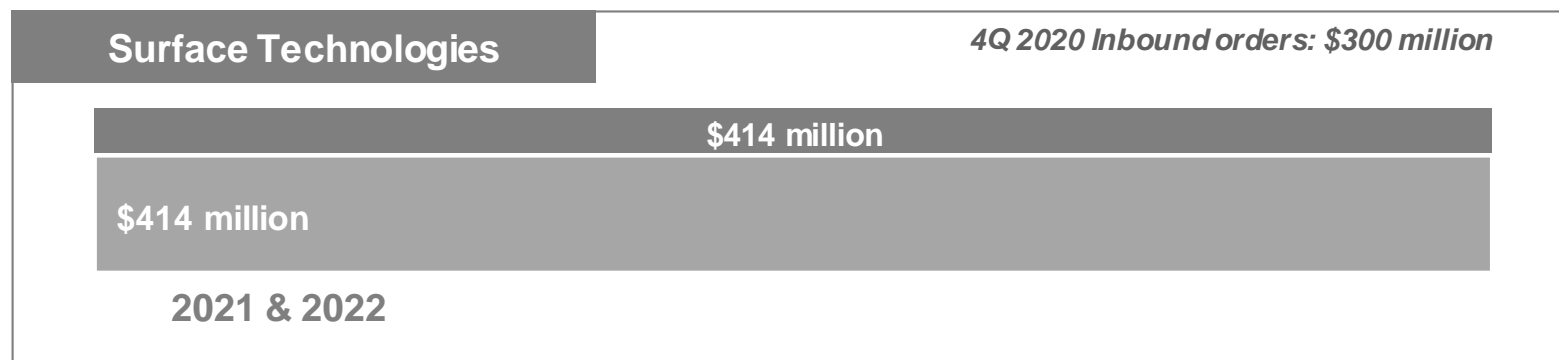 Surface Technologies
4Q 2020 Inbound orders: $300 million
$414 million
$414 million
2021 & 2022